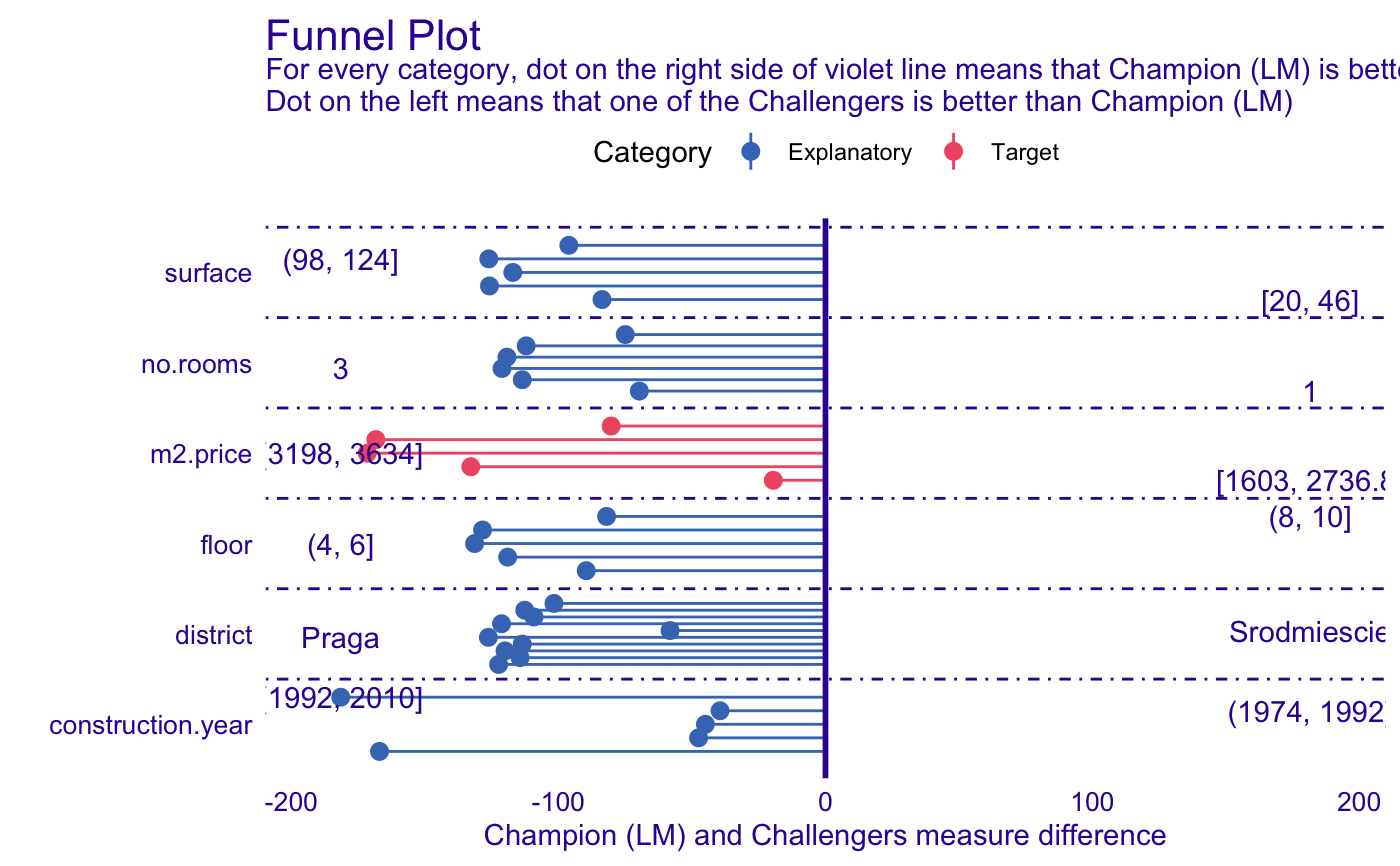 Funnel Plot
For every category, dot on the right side of violet line means that Champion (LM) is
Dot on the left means that one of the Challengers is better than Champion (LM)
Category Explanatory Target
surface (98, 124] [20, 46]
no.rooms 3 1
m2.price 3198, 3634] [1603, 2736.8
floor (4, 6] (8, 10]
district Praga Srodmiescie
construction.year 1992, 2010] (1974, 1992]
-200 -100 0 100 200
Champion (LM) and Challengers measure difference